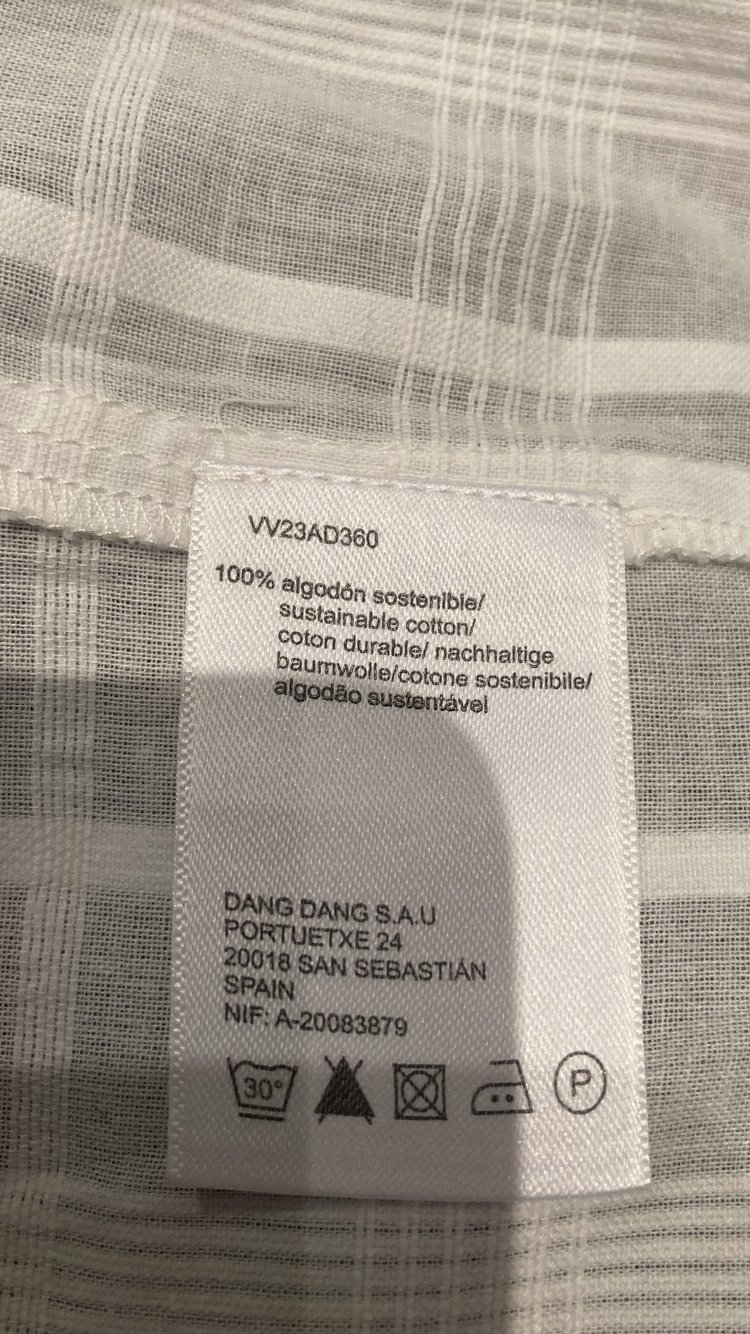 VV23AD360
100% algodón sostenible/
sustainable cotton/
coton durable/ nachhaltige
baumwolle/cotone sostenibile/
algodão sustentável
DANG DANG S.A.U
PORTUETXE 24
20018 SAN SEBASTIÁN
SPAIN
NIF: A-20083879
30° P